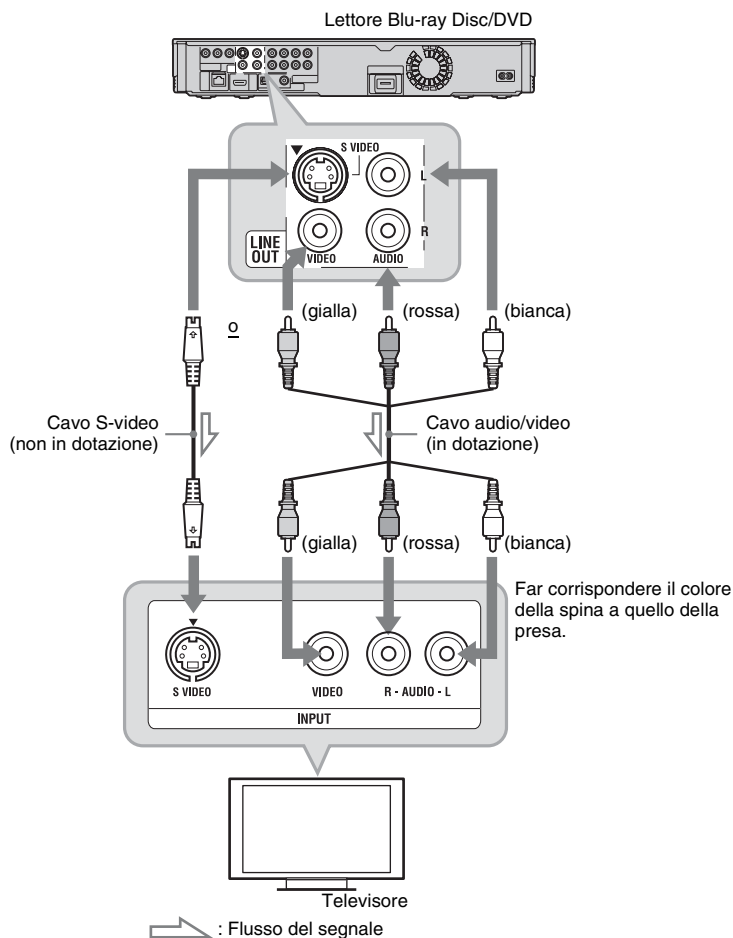 Lettore Blu-ray Disc/DVD
S VIDEO
L
R
LINE
OUT
VIDEO
AUDIO
(gialla)
(rossa)
(bianca)
o
Cavo S-video
(non in dotazione)
Cavo audio/video
(in dotazione)
(gialla)
(rossa)
(bianca)
Far corrispondere il colore
della spina a quello della
presa.
S VIDEO
VIDEO
R - AUDIO - L
INPUT
Televisore
: Flusso del segnale